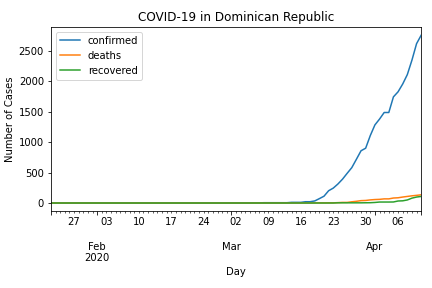 COVID-19 in Dominican Republic
confirmed
deaths
recovered
Number of Cases
2500
2000
1500
1000
500
0
27 03 10 17 24 02 09 16 23 30 06
Feb Mar Apr
2020
Day